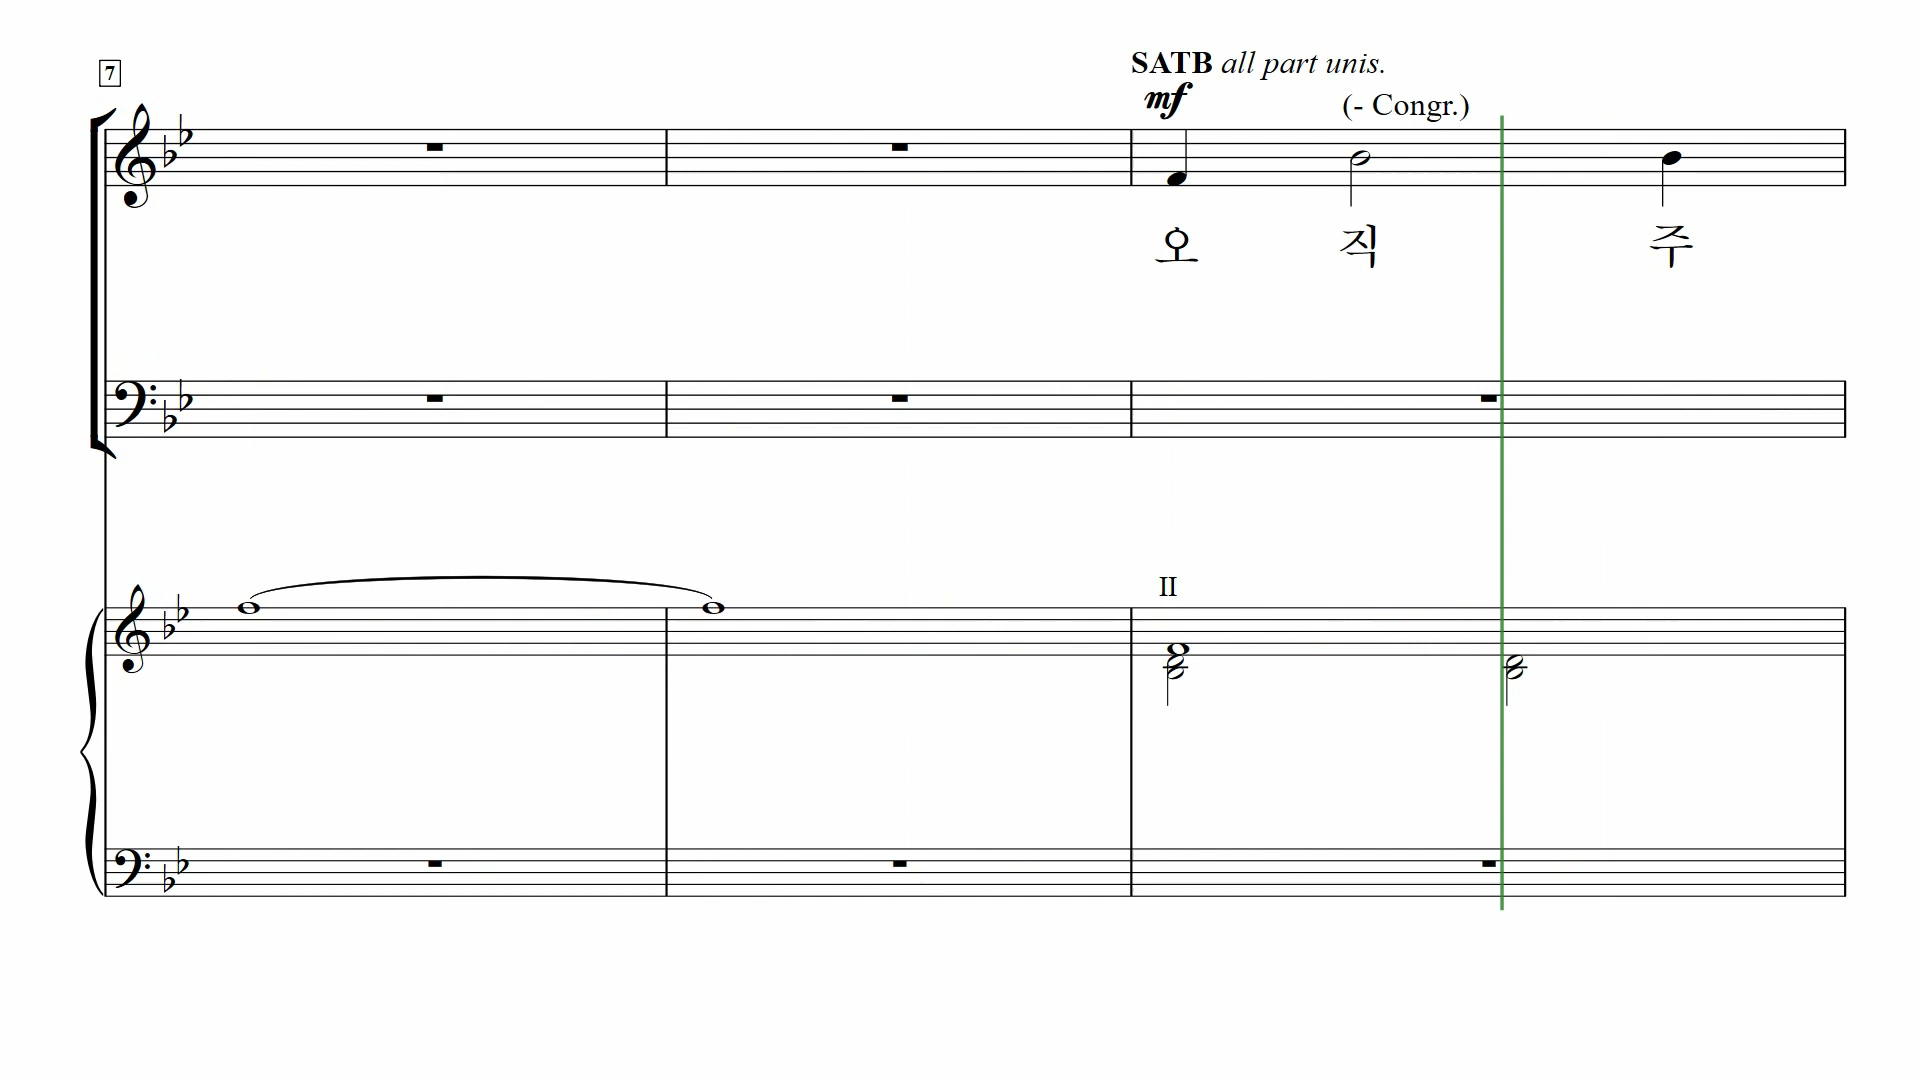 7
SATB all part unis.
mf
(- Congr.)
오 직 주
II